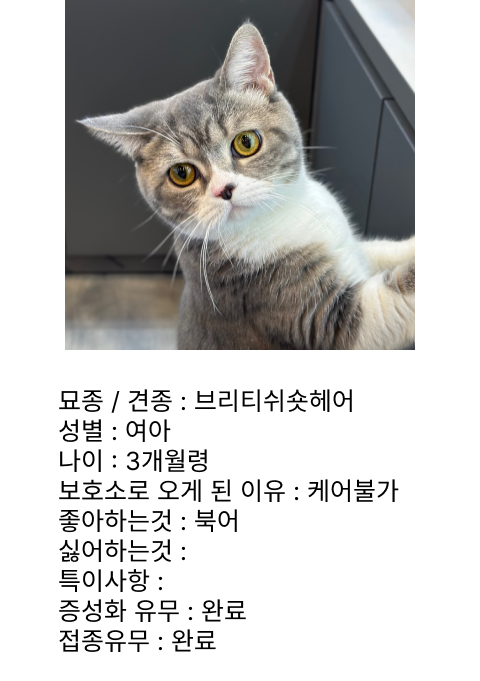 묘종 / 견종 : 브리티쉬숏헤어
성별 : 여아
나이 : 3개월령
보호소로 오게 된 이유 : 케어불가
좋아하는것 : 북어
싫어하는것 :
특이사항 :
증성화 유무 : 완료
접종유무 : 완료